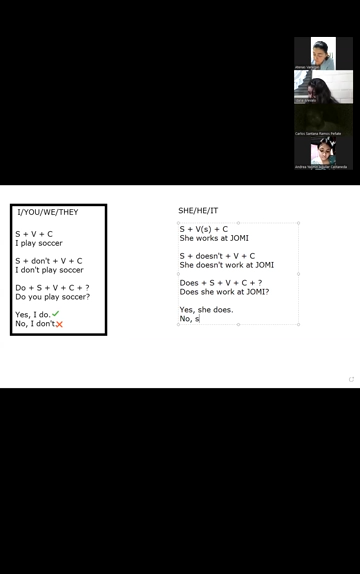 I/YOU/WE/THEY
S + V + C
I play soccer
S + don't + V + C
I don't play soccer
Do + S + V + C + ?
Do you play soccer?
Yes, I do.
No, I don't.
SHE/HE/IT
S + V(s) + C
She works at JOMI
S + doesn't + V + C
She doesn't work at JOMI
Does + S + V + C + ?
Does she work at JOMI?
Yes, she does.
No, s